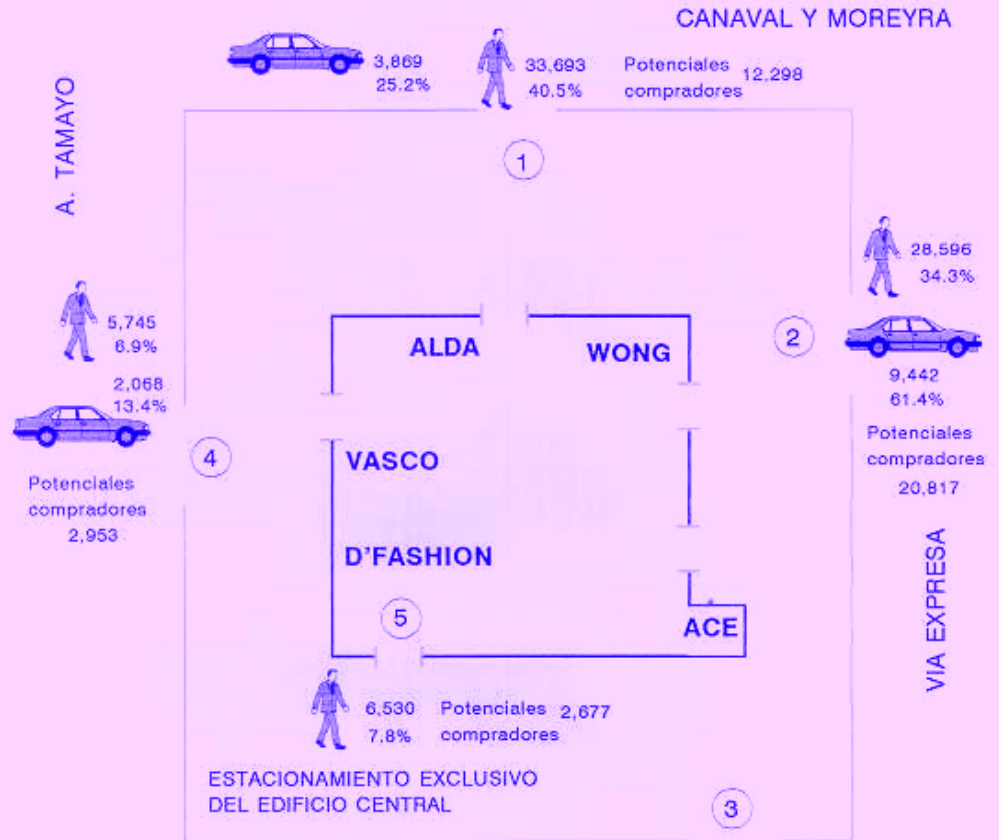 CANAVAL Y MOREYRA
3,869
25.2%
33,693
40.5%
Potenciales
compradores
12,298
A. TAMAYO
1
28,596
34.3%
5,745
6.9%
2,068
13.4%
ALDA
WONG
2
9,442
61.4%
4
VASCO
Potenciales
compradores
20,817
Potenciales
compradores
2,953
D'FASHION
5
ACE
VIA EXPRESA
6,530
7.8%
Potenciales
compradores
2,677
ESTACIONAMIENTO EXCLUSIVO
DEL EDIFICIO CENTRAL
3